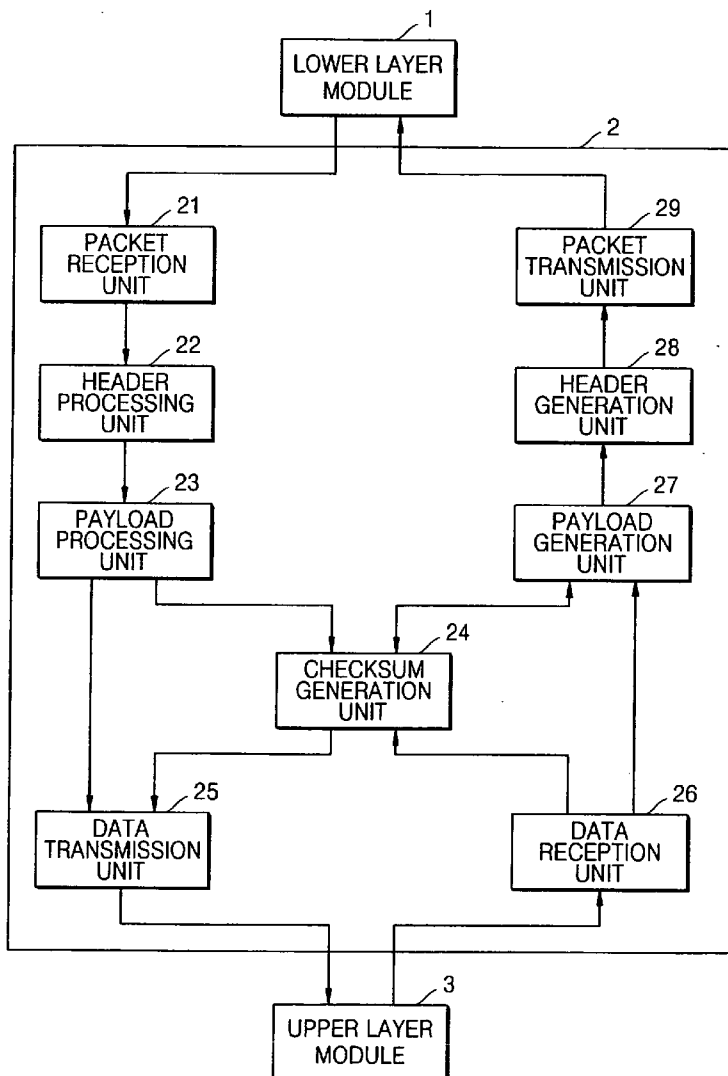 1
LOWER LAYER
MODULE
2
21
PACKET
RECEPTION
UNIT
29
PACKET
TRANSMISSION
UNIT
22
HEADER
PROCESSING
UNIT
28
HEADER
GENERATION
UNIT
23
PAYLOAD
PROCESSING
UNIT
27
PAYLOAD
GENERATION
UNIT
24
CHECKSUM
GENERATION
UNIT
25
DATA
TRANSMISSION
UNIT
26
DATA
RECEPTION
UNIT
3
UPPER LAYER
MODULE